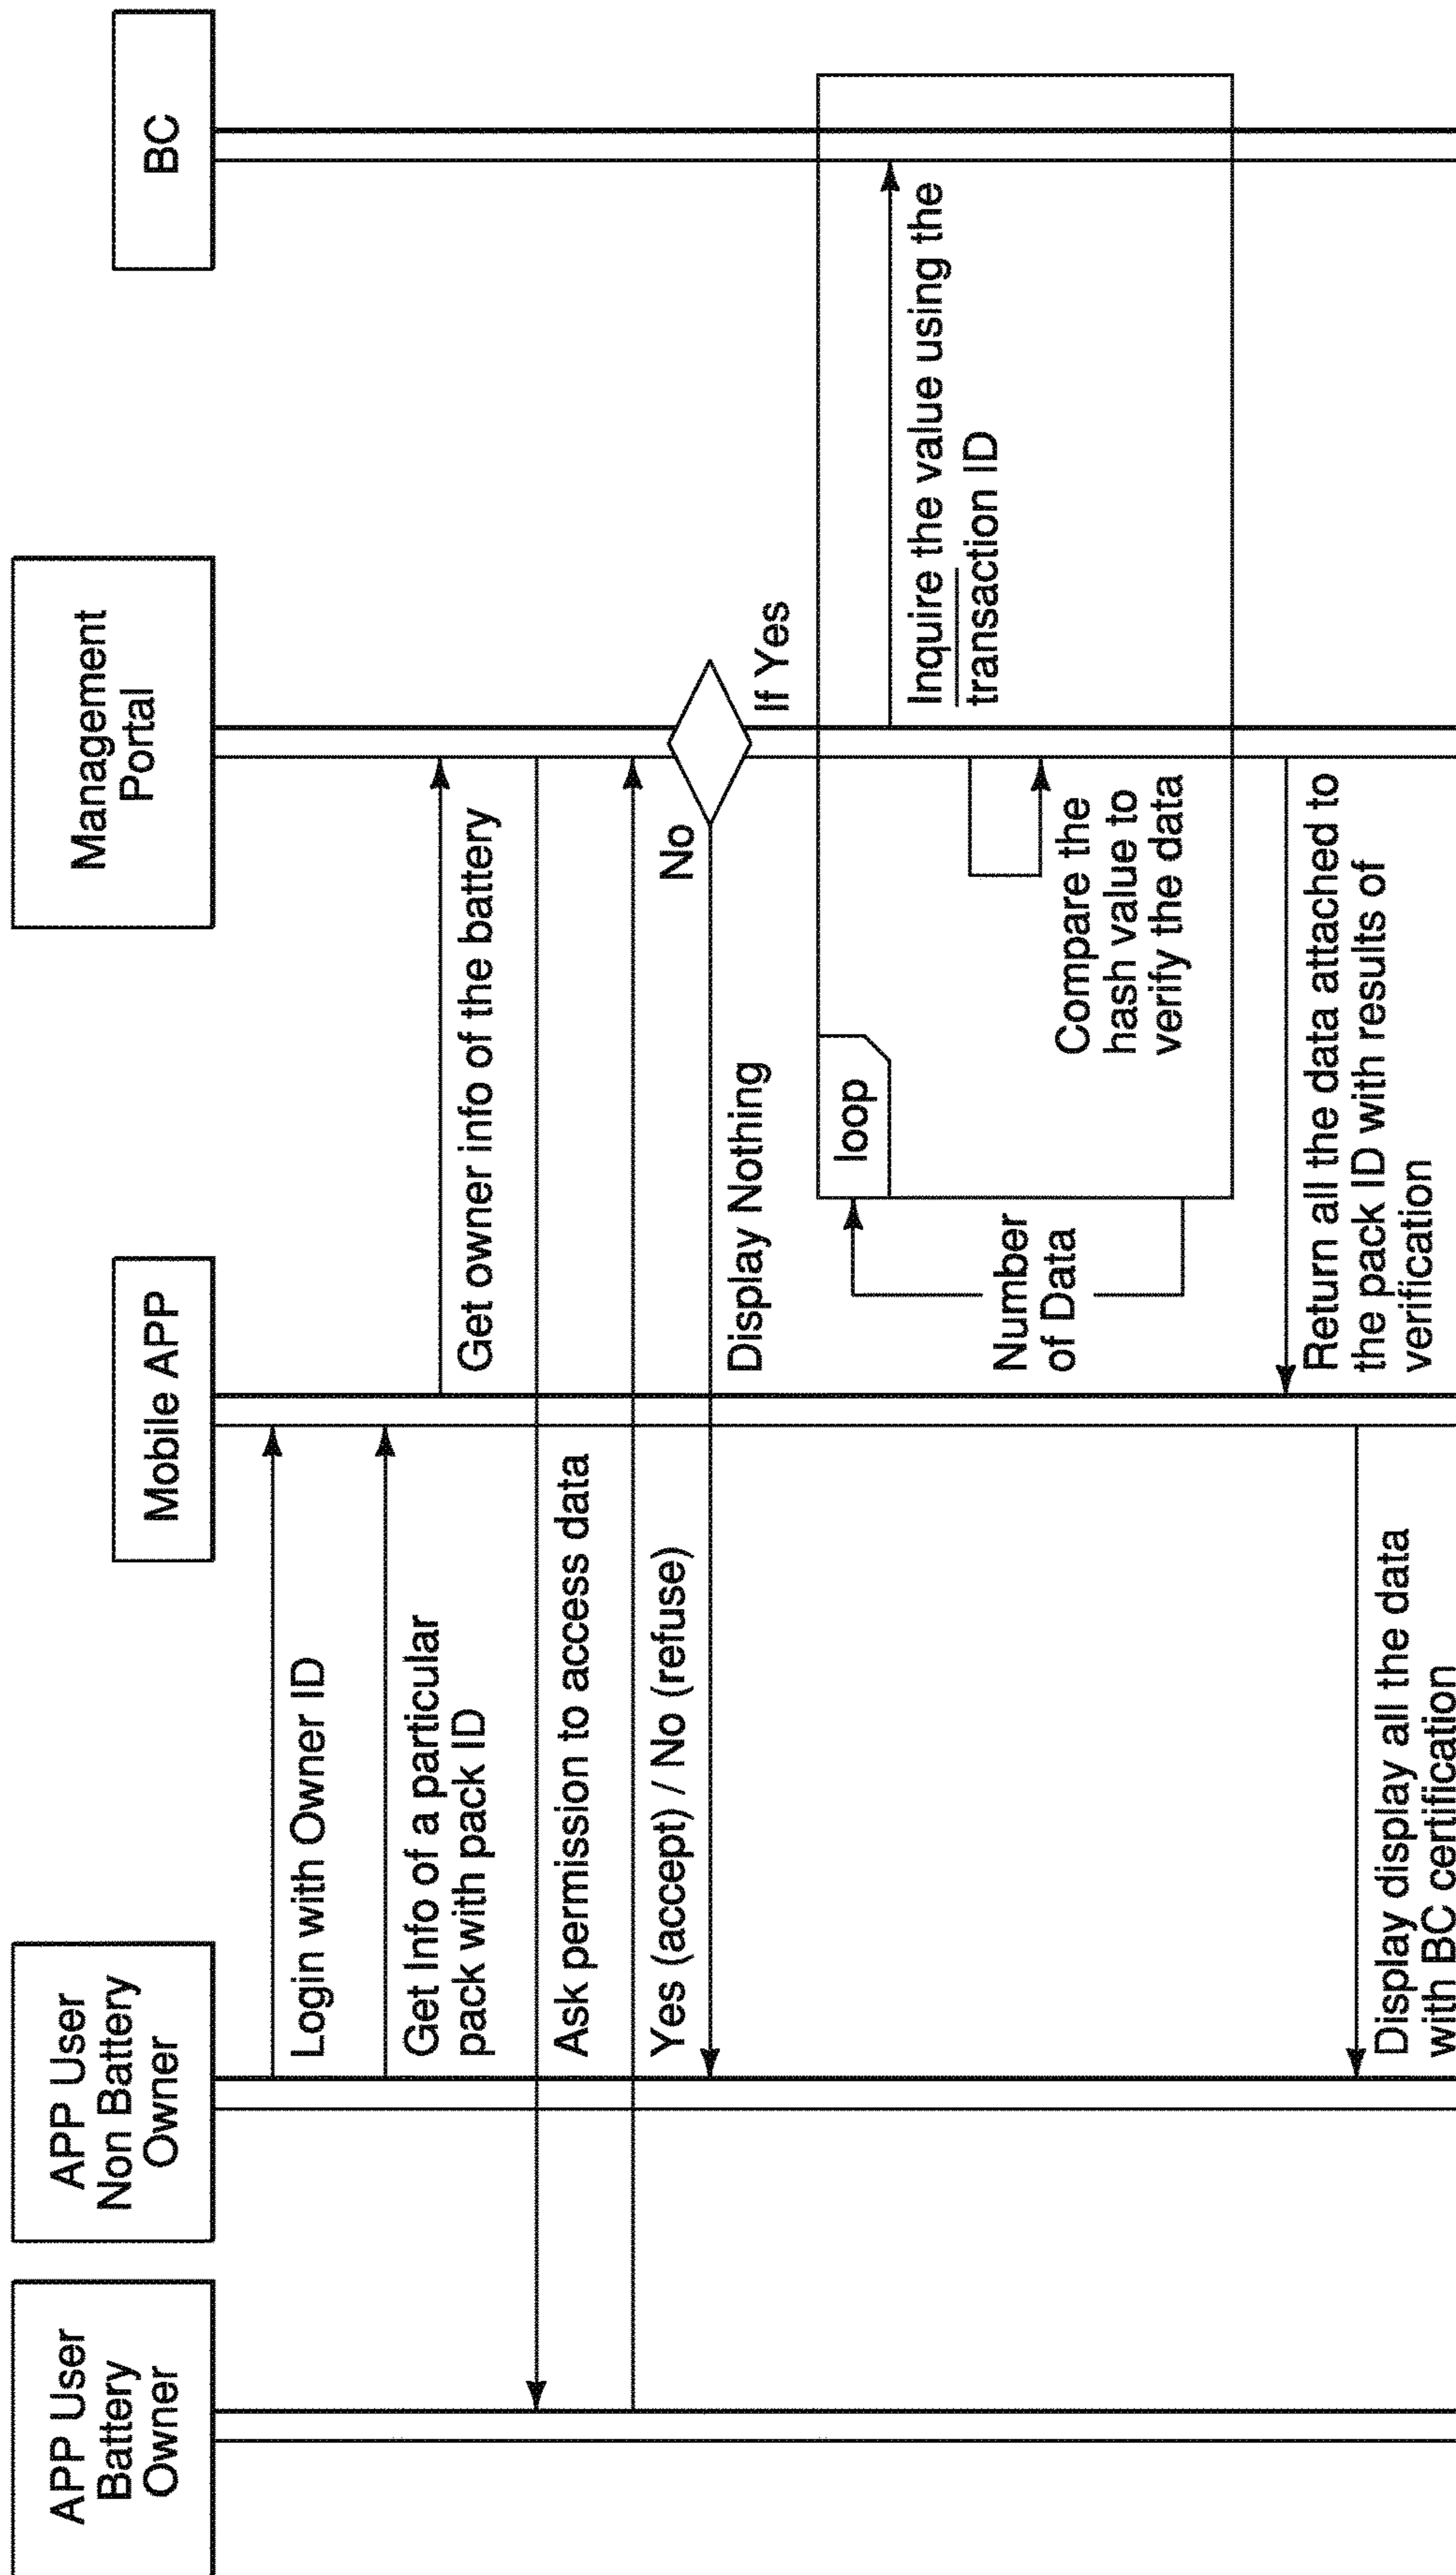 APP User
Battery
Owner
APP User
Non Battery
Owner
Mobile APP
Management
Portal
BC
Login with Owner ID
Get Info of a particular
pack with pack ID
Get owner info of the battery
Ask permission to access data
Yes (accept) / No (refuse)
No
Display Nothing
If Yes
loop
Number
of Data
Inquire the value using the
transaction ID
Compare the
hash value to
verify the data
Return all the data attached to
the pack ID with results of
verification
Display display all the data
with BC certification